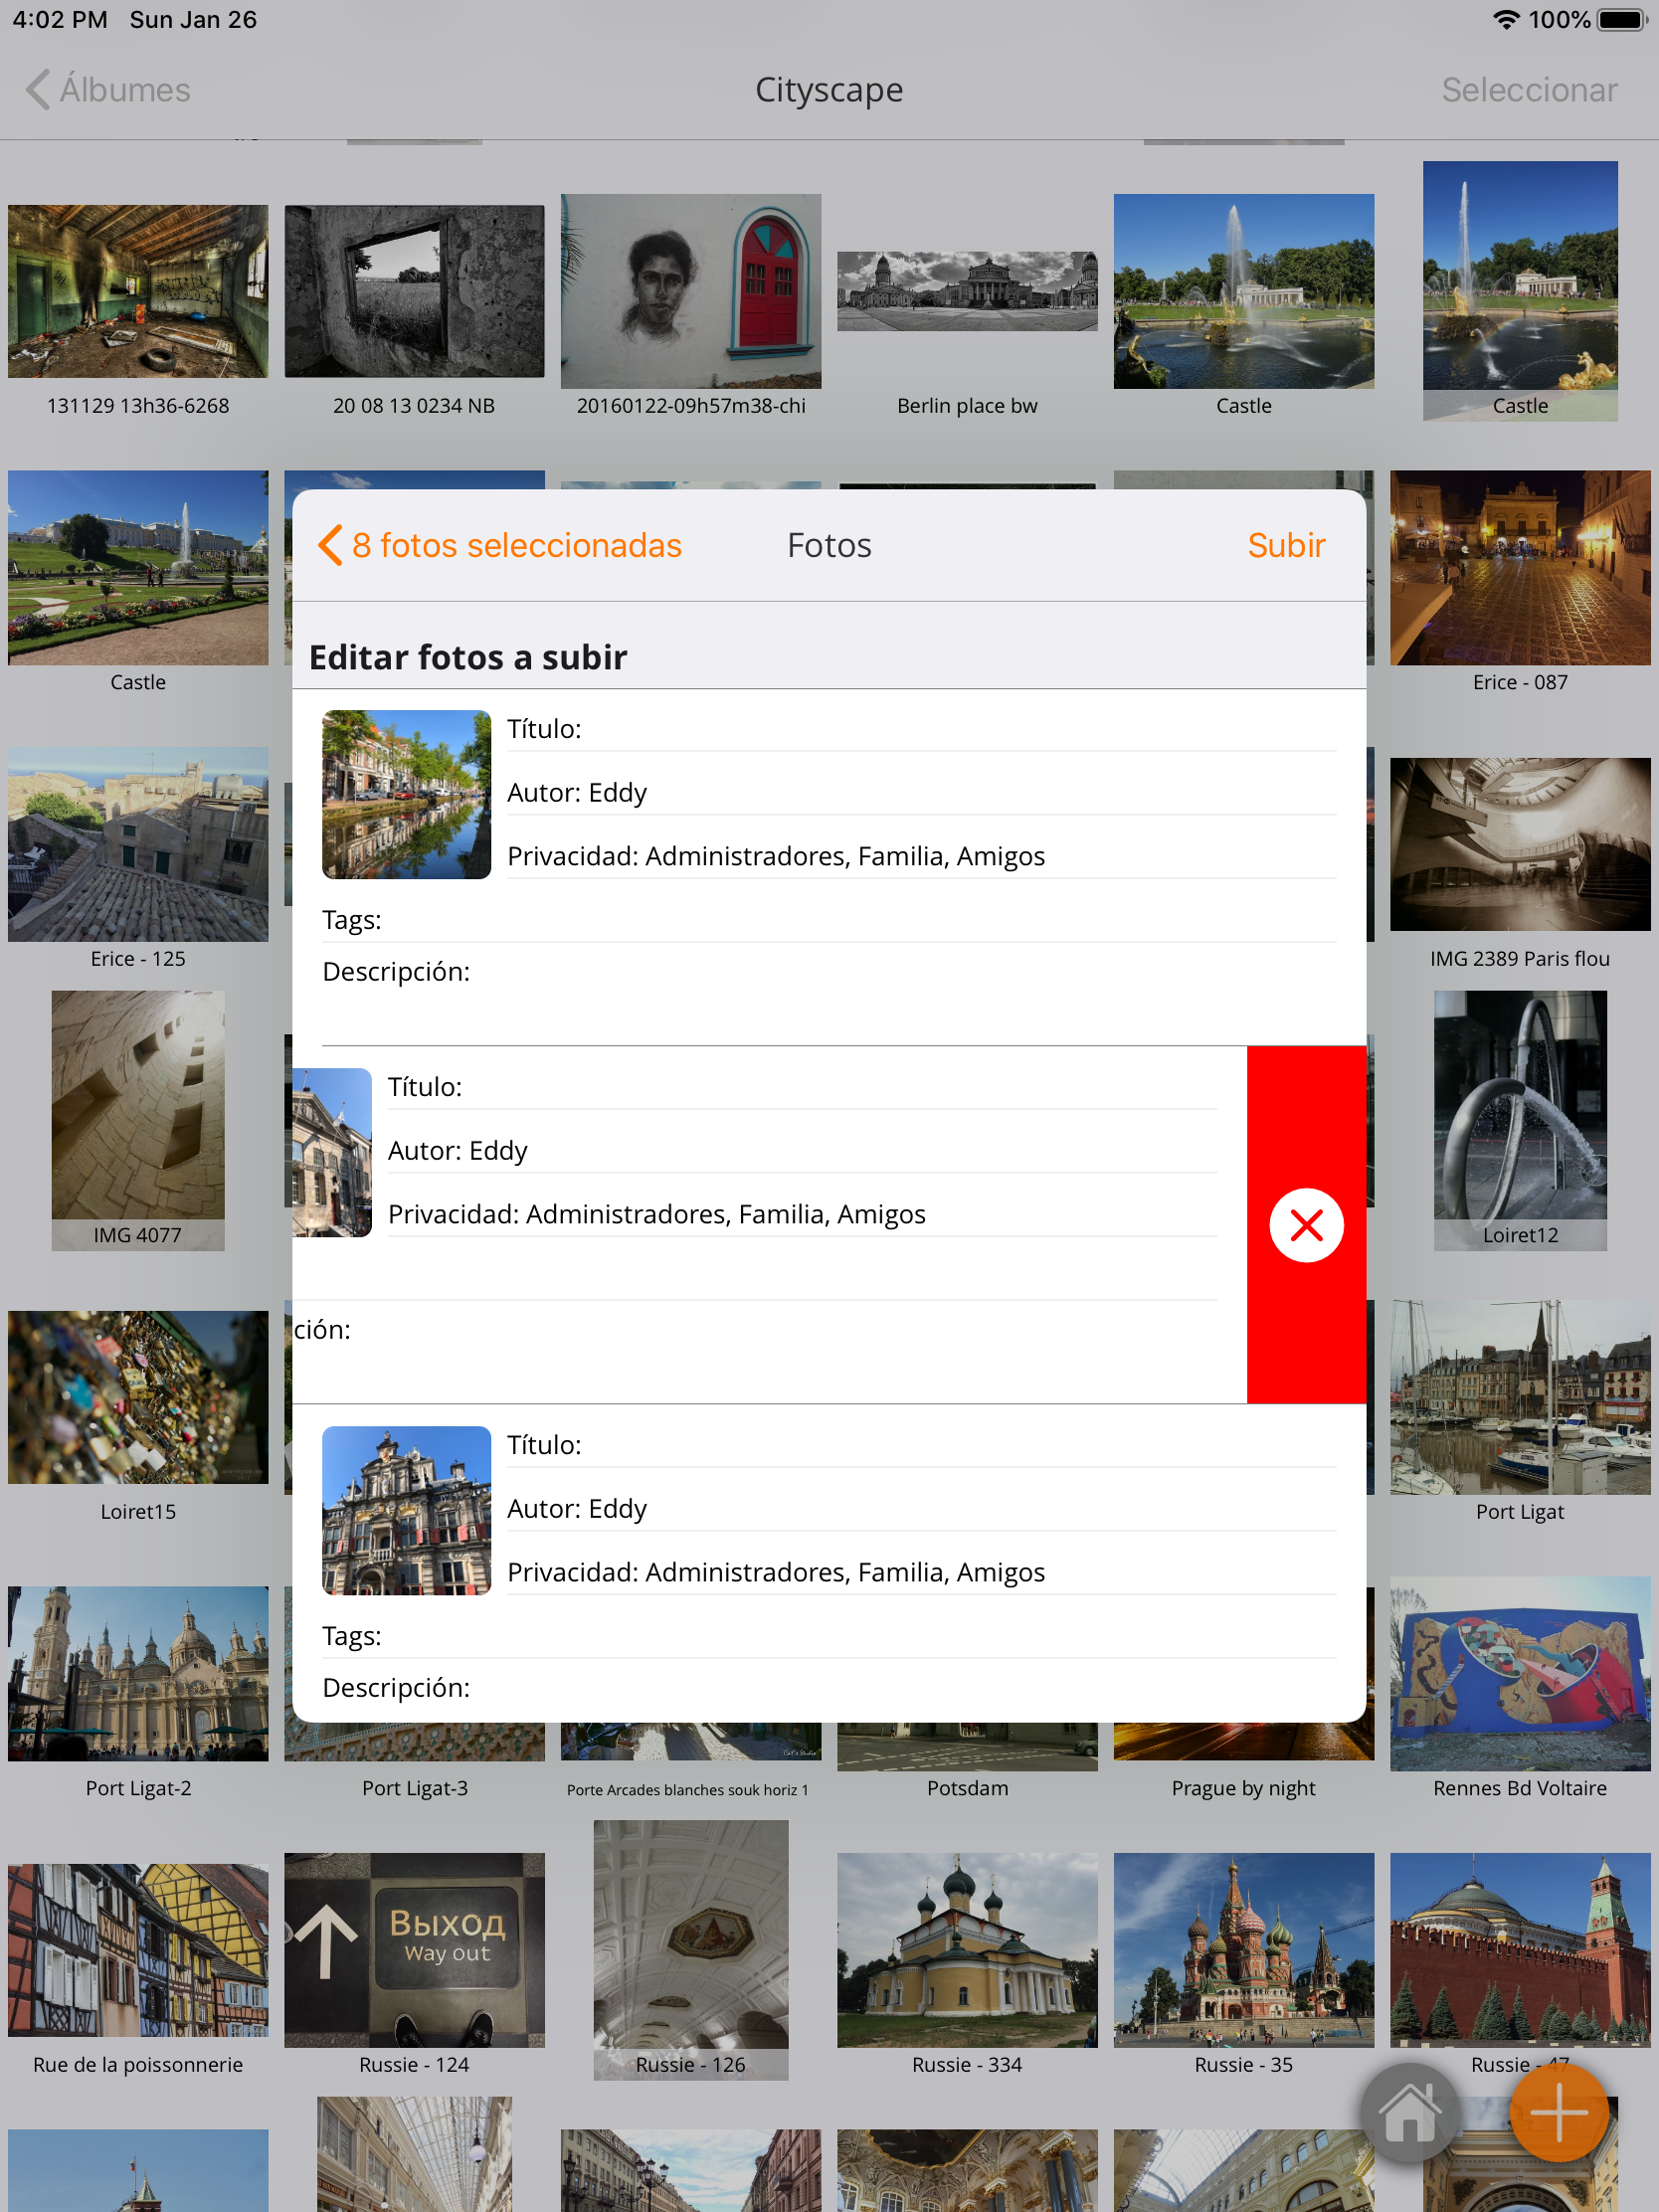 4:02 PM Sun Jan 26 100%
Álbumes Cityscape Seleccionar
131129 13h36-6268 20 08 13 0234 NB 20160122-09h57m38-chi Berlin place bw Castle Castle
8 fotos seleccionadas Fotos Subir
Editar fotos a subir
Castle Erice - 087
Título:
Autor: Eddy
Privacidad: Administradores, Familia, Amigos
Tags:
Erice - 125 IMG 2389 Paris flou
Descripción:
Título:
Autor: Eddy
Privacidad: Administradores, Familia, Amigos
IMG 4077 Loiret12
ción:
Título:
Autor: Eddy
Loiret15 Port Ligat
Privacidad: Administradores, Familia, Amigos
Tags:
Descripción:
Port Ligat-2 Port Ligat-3 Porte Arcades blanches souk horiz 1 Potsdam Prague by night Rennes Bd Voltaire
Выход
Way out
Rue de la poissonnerie Russie - 124 Russie - 126 Russie - 334 Russie - 35 Russie - 47